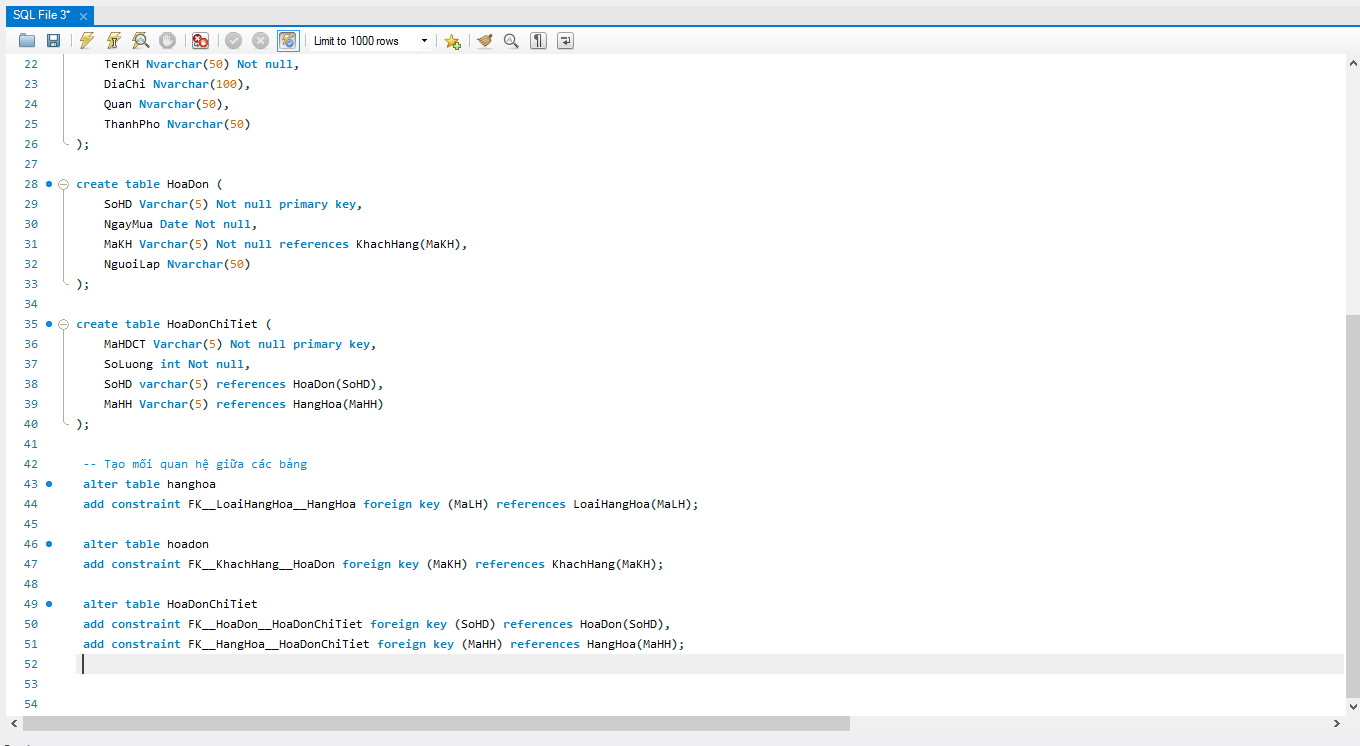 SQL File 3*
Limit to 1000 rows
22 TenKH Nvarchar(50) Not null,
23 DiaChi Nvarchar(100),
24 Quan Nvarchar(50),
25 ThanhPho Nvarchar(50)
26 );
27
28 create table HoaDon (
29 SoHD Varchar(5) Not null primary key,
30 NgayMua Date Not null,
31 MaKH Varchar(5) Not null references KhachHang(MaKH),
32 NguoiLap Nvarchar(50)
33 );
34
35 create table HoaDonChiTiet (
36 MaHDCT Varchar(5) Not null primary key,
37 SoLuong int Not null,
38 SoHD varchar(5) references HoaDon(SoHD),
39 MaHH Varchar(5) references HangHoa(MaHH)
40 );
41
42 -- Tạo mối quan hệ giữa các bảng
43 alter table hanghoa
44 add constraint FK__LoaiHangHoa__HangHoa foreign key (MaLH) references LoaiHangHoa(MaLH);
45
46 alter table hoadon
47 add constraint FK__KhachHang__HoaDon foreign key (MaKH) references KhachHang(MaKH);
48
49 alter table HoaDonChiTiet
50 add constraint FK__HoaDon__HoaDonChiTiet foreign key (SoHD) references HoaDon(SoHD),
51 add constraint FK__HangHoa__HoaDonChiTiet foreign key (MaHH) references HangHoa(MaHH);
52
53
54